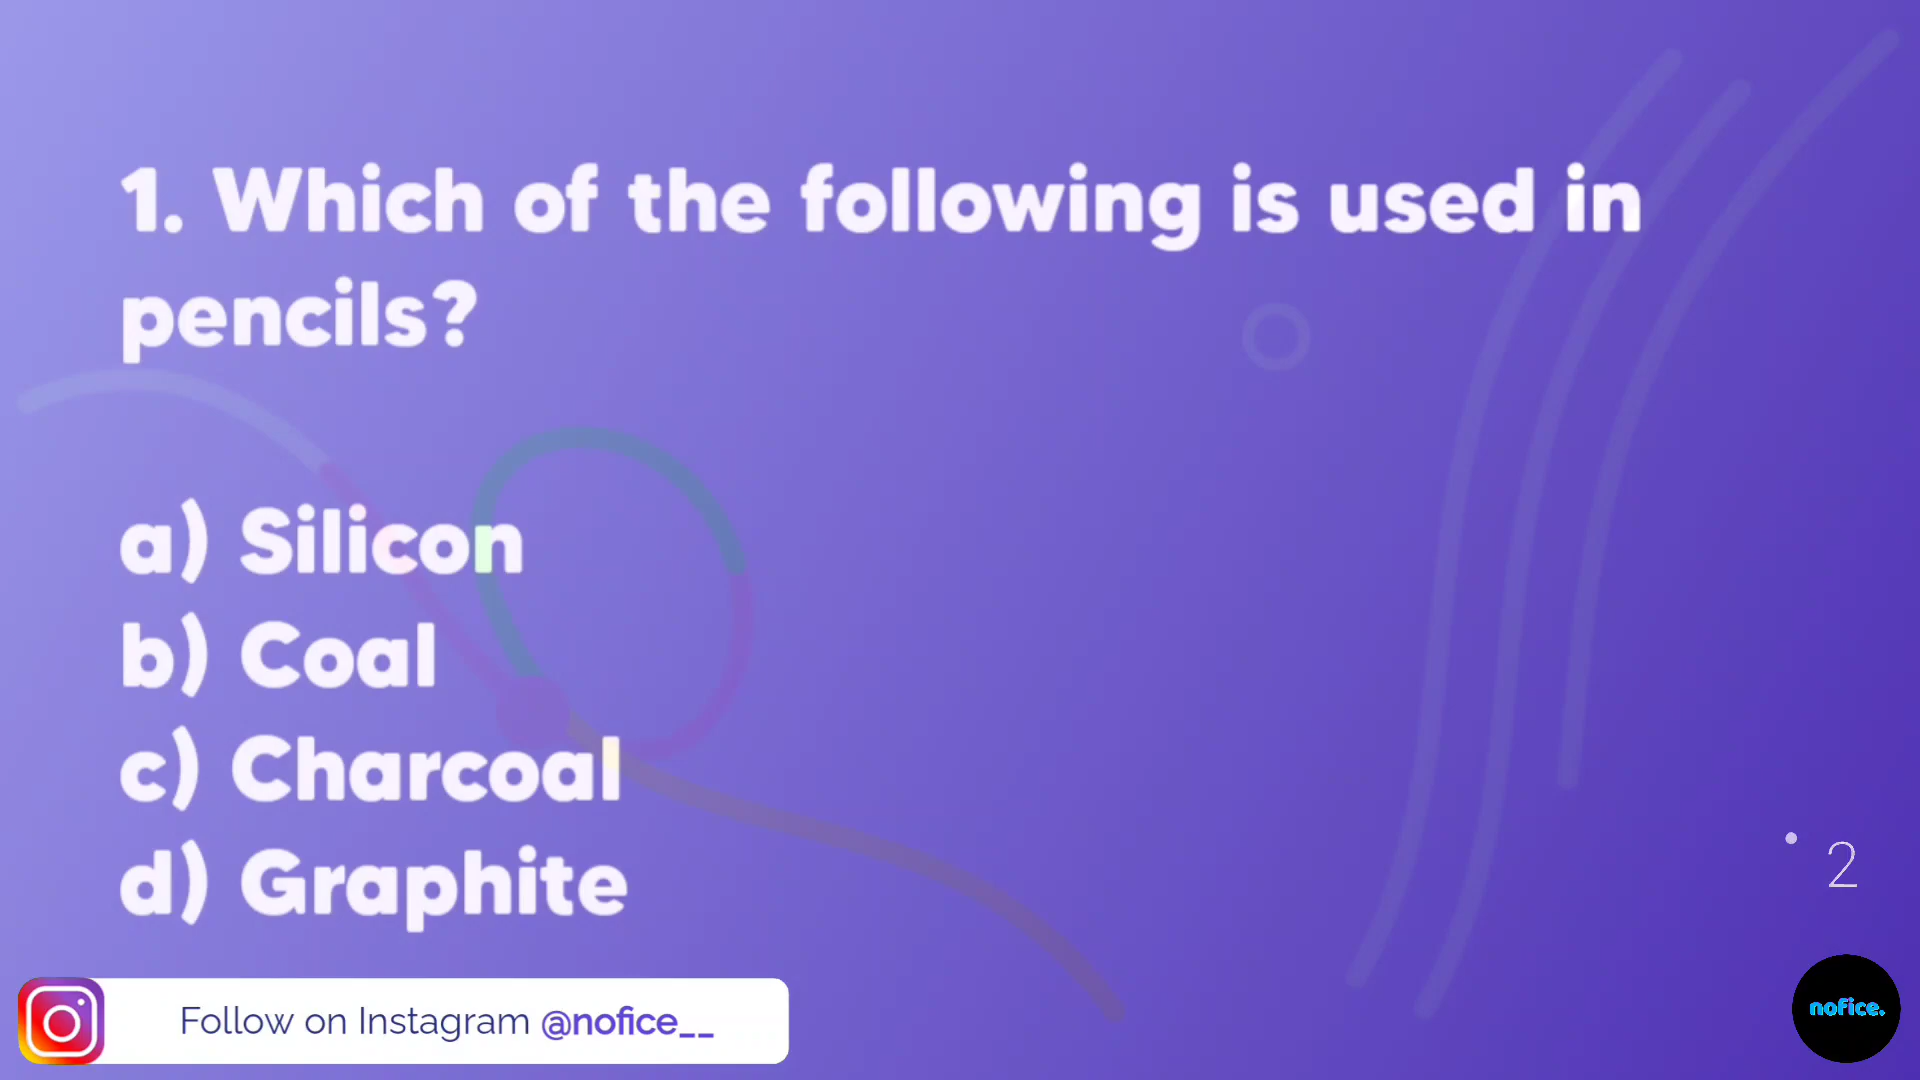 1. Which of the following is used in
pencils?
a) Silicon
b) Coal
c) Charcoal
d) Graphite
2
Follow on Instagram @nofice__
nofice.